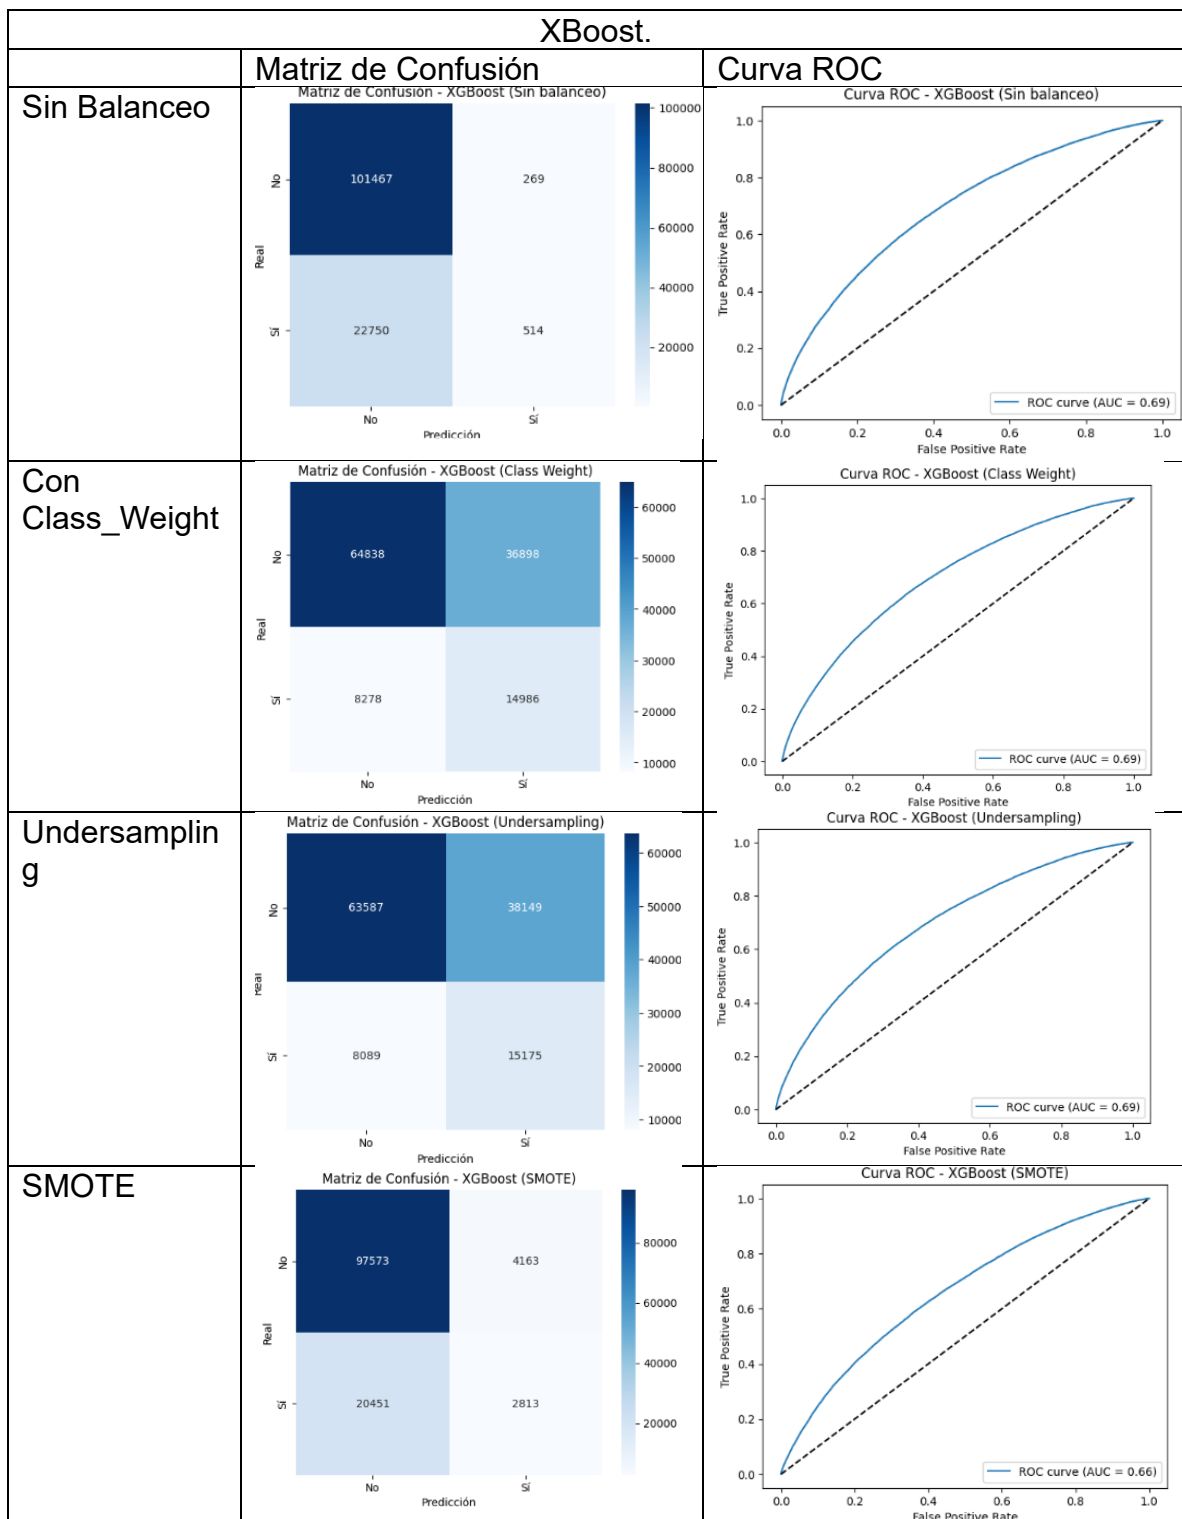 XBoost.
Matriz de Confusión
Curva ROC
Sin Balanceo
Matriz de Confusión - XGBoost (Sin balanceo)
No
101467
269
Real
Sí
22750
514
No
Sí
Predicción
100000
80000
60000
40000
20000
Curva ROC - XGBoost (Sin balanceo)
True Positive Rate
1.0
0.8
0.6
0.4
0.2
0.0
ROC curve (AUC = 0.69)
0.0
0.2
0.4
0.6
0.8
1.0
False Positive Rate
Con
Class_Weight
Matriz de Confusión - XGBoost (Class Weight)
No
64838
36898
Real
Sí
8278
14986
No
Sí
Predicción
60000
50000
40000
30000
20000
10000
Curva ROC - XGBoost (Class Weight)
True Positive Rate
1.0
0.8
0.6
0.4
0.2
0.0
ROC curve (AUC = 0.69)
0.0
0.2
0.4
0.6
0.8
1.0
False Positive Rate
Undersamplin
g
Matriz de Confusión - XGBoost (Undersampling)
No
63587
38149
Real
Sí
8089
15175
No
Sí
Predicción
60000
50000
40000
30000
20000
10000
Curva ROC - XGBoost (Undersampling)
True Positive Rate
1.0
0.8
0.6
0.4
0.2
0.0
ROC curve (AUC = 0.69)
0.0
0.2
0.4
0.6
0.8
1.0
False Positive Rate
SMOTE
Matriz de Confusión - XGBoost (SMOTE)
No
97573
4163
Real
Sí
20451
2813
No
Sí
Predicción
80000
60000
40000
20000
Curva ROC - XGBoost (SMOTE)
True Positive Rate
1.0
0.8
0.6
0.4
0.2
0.0
ROC curve (AUC = 0.66)
0.0
0.2
0.4
0.6
0.8
1.0
False Positive Rate